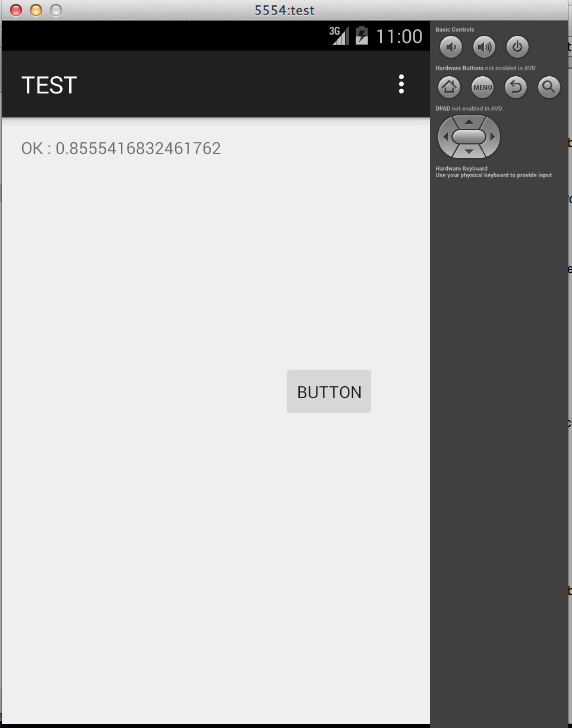 5554:test
3G 11:00
TEST
OK : 0.8555416832461762
BUTTON
Basic Controls
Hardware Buttons not enabled in AVD
MENU
DPAD not enabled in AVD
Hardware Keyboard
Use your physical keyboard to provide input